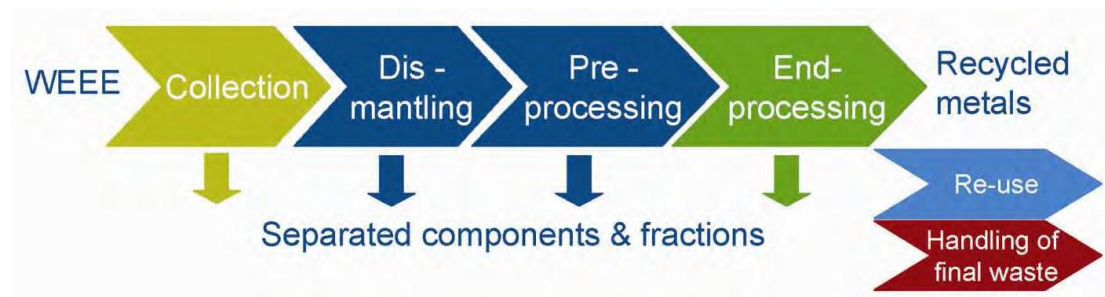 WEEE
Collection
Dis -
mantling
Pre -
processing
End-
processing
Recycled
metals
Re-use
Separated components & fractions
Handling of
final waste